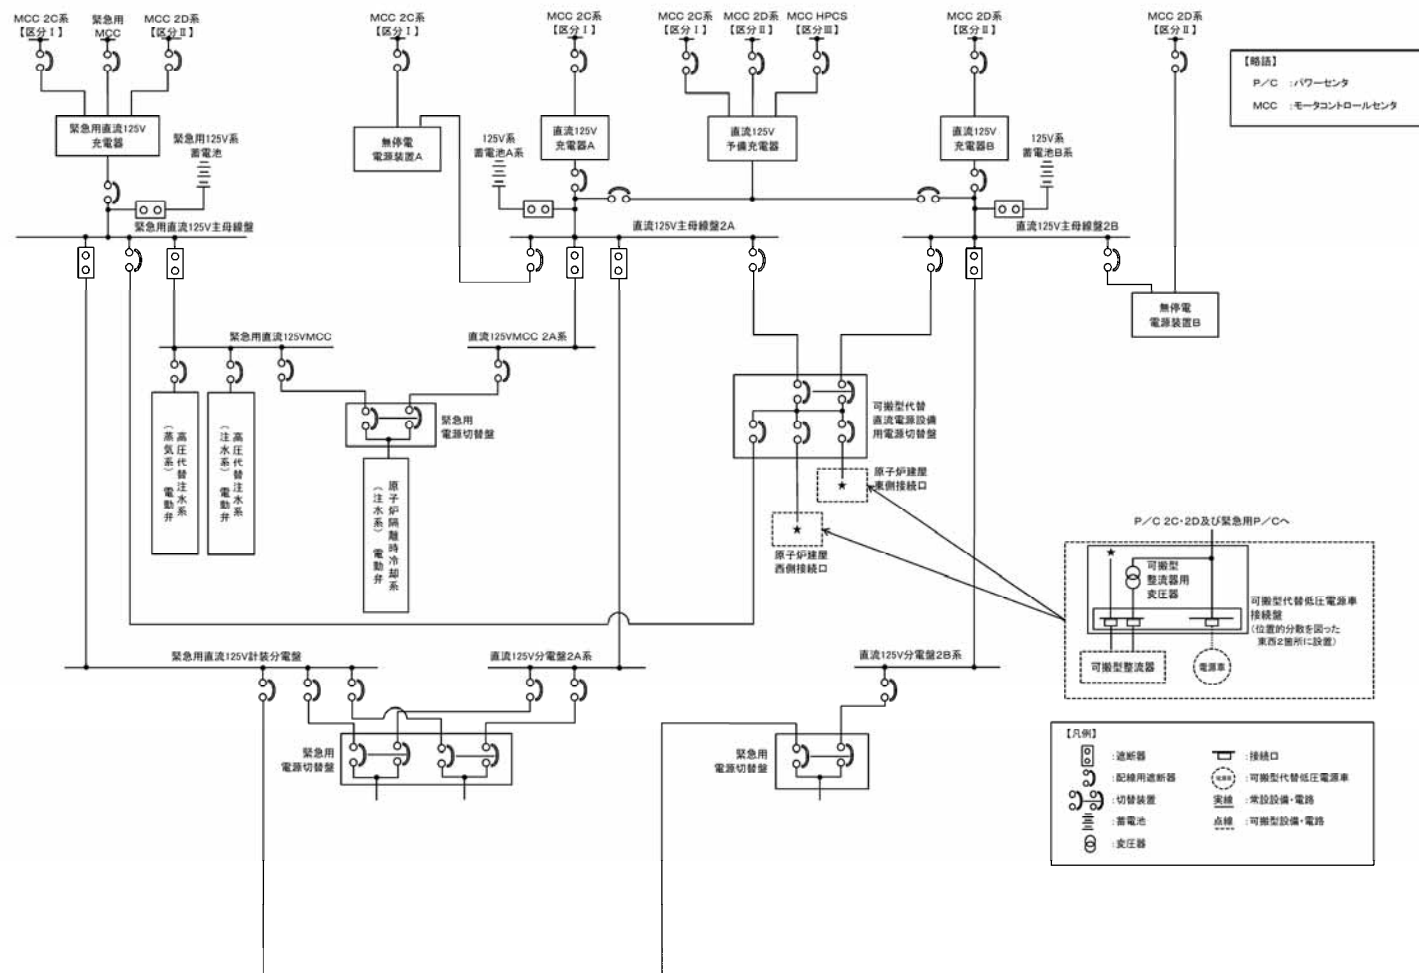 MCC 2C系
【区分Ⅰ】
緊急用
MCC
MCC 2D系
【区分Ⅱ】
MCC 2C系
【区分Ⅰ】
MCC 2C系
【区分Ⅰ】
MCC 2C系
【区分Ⅰ】
MCC 2D系
【区分Ⅱ】
MCC HPCS
【区分Ⅲ】
MCC 2D系
【区分Ⅱ】
MCC 2D系
【区分Ⅱ】
【略語】
P/C :パワーセンタ
MCC :モータコントロールセンタ
緊急用直流125V
充電器
緊急用125V系
蓄電池
無停電
電源装置A
125V系
蓄電池A系
直流125V
充電器A
直流125V
予備充電器
直流125V
充電器B
125V系
蓄電池B系
緊急用直流125V主母線盤
直流125V主母線盤2A
直流125V主母線盤2B
無停電
電源装置B
緊急用直流125VMCC
直流125VMCC 2A系
高圧代替注水系
(蒸気系)電動弁
高圧代替注水系
(注水系)電動弁
緊急用
電源切替盤
原子炉隔離時冷却系
(注水系)電動弁
可搬型代替
直流電源設備
用電源切替盤
原子炉建屋
東側接続口
★
★
原子炉建屋
西側接続口
P/C 2C・2D及び緊急用P/Cへ
★
可搬型
整流器用
変圧器
可搬型代替低圧電源車
接続盤
(位置的分散を図った
東西2箇所に設置)
可搬型整流器
電源車
緊急用直流125V計装分電盤
直流125V分電盤2A系
直流125V分電盤2B系
緊急用
電源切替盤
緊急用
電源切替盤
【凡例】
:遮断器
:配線用遮断器
:切替装置
:蓄電池
:変圧器
:接続口
電源車
:可搬型代替低圧電源車
実線 :常設設備・電路
点線 :可搬型設備・電路